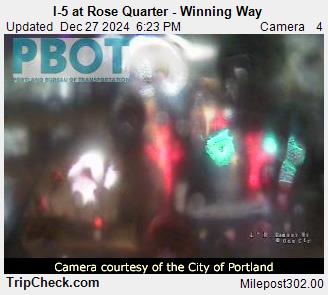 I-5 at Rose Quarter - Winning Way
Updated Dec 27 2024 6:23 PM Camera 4
PBOT
PORTLAND BUREAU OF TRANSPORTATION
Camera courtesy of the City of Portland
TripCheck.com Milepost302.00